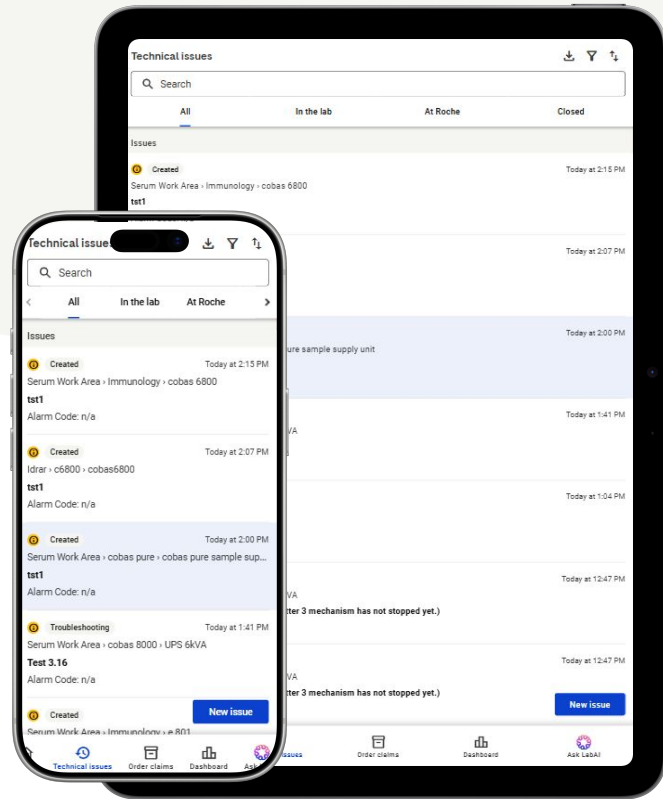 Technical issues
Search
All In the lab At Roche Closed
Issues
Created Today at 2:15 PM
Serum Work Area › Immunology › cobas 6800
tst1
Today at 2:07 PM
Today at 2:00 PM
ure sample supply unit
Today at 1:41 PM
VA
Today at 1:04 PM
Today at 12:47 PM
VA
tter 3 mechanism has not stopped yet.)
Today at 12:47 PM
VA
tter 3 mechanism has not stopped yet.)
New issue
issues Order claims Dashboard Ask LabAI
Technical issue
Search
All In the lab At Roche
Issues
Created Today at 2:15 PM
Serum Work Area › Immunology › cobas 6800
tst1
Alarm Code: n/a
Created Today at 2:07 PM
Idrar › c6800 › cobas6800
tst1
Alarm Code: n/a
Created Today at 2:00 PM
Serum Work Area › cobas pure › cobas pure sample sup...
tst1
Alarm Code: n/a
Troubleshooting Today at 1:41 PM
Serum Work Area › cobas 8000 › UPS 6kVA
Test 3.16
Alarm Code: n/a
New issue
Created
Serum Work Area › Immunology › e 801
Technical issues Order claims Dashboard Ask